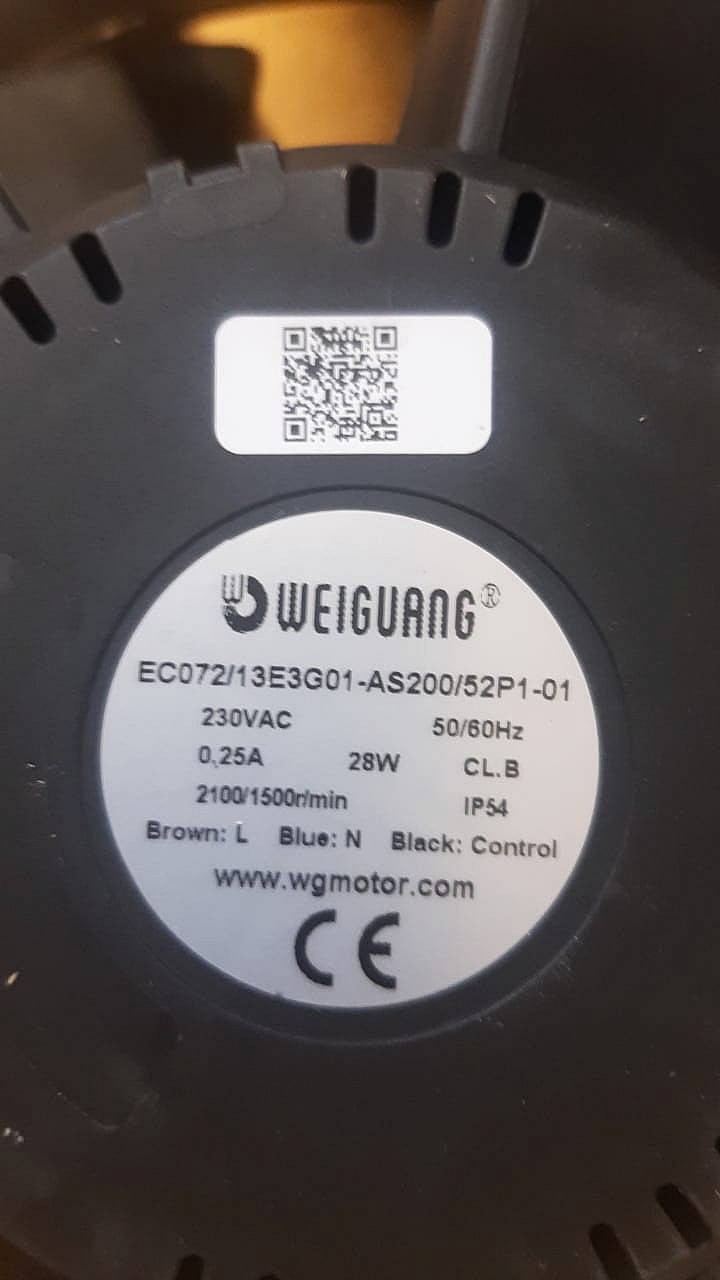 WEIGUANG®
EC072/13E3G01-AS200/52P1-01
230VAC 50/60Hz
0,25A 28W CL.B
2100/1500r/min IP54
Brown: L Blue: N Black: Control
www.wgmotor.com
CE